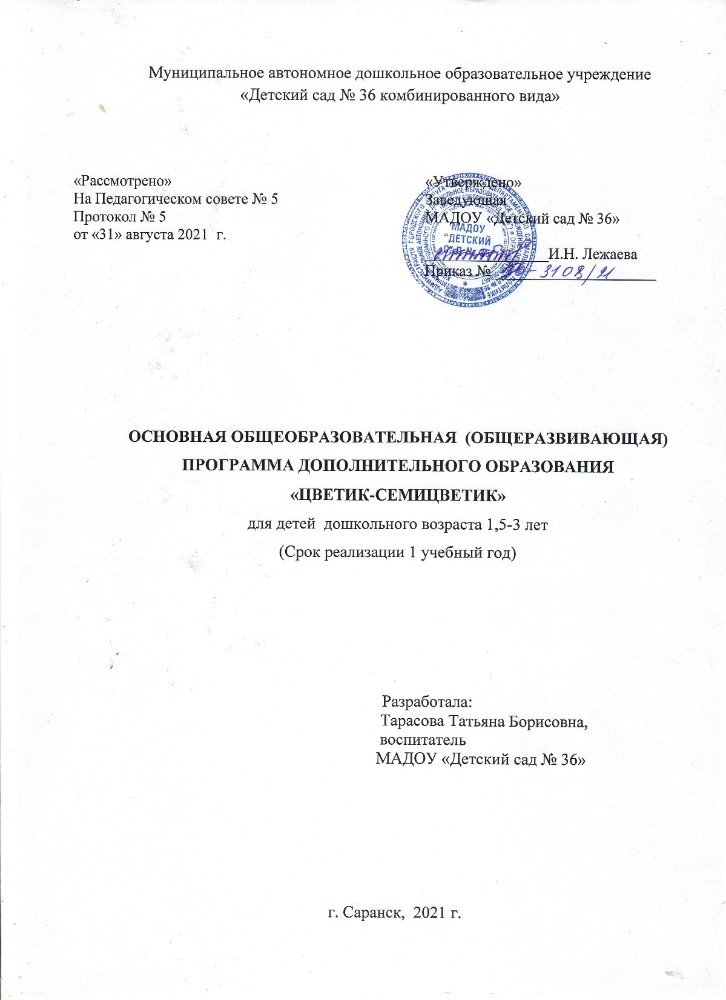 Муниципальное автономное дошкольное образовательное учреждение
«Детский сад № 36 комбинированного вида»
«Рассмотрено»
На Педагогическом совете № 5
Протокол № 5
от «31» августа 2021 г.
«Утверждено»
Заведующая
МАДОУ «Детский сад № 36»
И.Н. Лежаева
Приказ № - 3108/21
МАДОУ
"ДЕТСКИЙ
ОСНОВНАЯ ОБЩЕОБРАЗОВАТЕЛЬНАЯ (ОБЩЕРАЗВИВАЮЩАЯ)
ПРОГРАММА ДОПОЛНИТЕЛЬНОГО ОБРАЗОВАНИЯ
«ЦВЕТИК-СЕМИЦВЕТИК»
для детей дошкольного возраста 1,5-3 лет
(Срок реализации 1 учебный год)
Разработала:
Тарасова Татьяна Борисовна,
воспитатель
МАДОУ «Детский сад № 36»
г. Саранск, 2021 г.